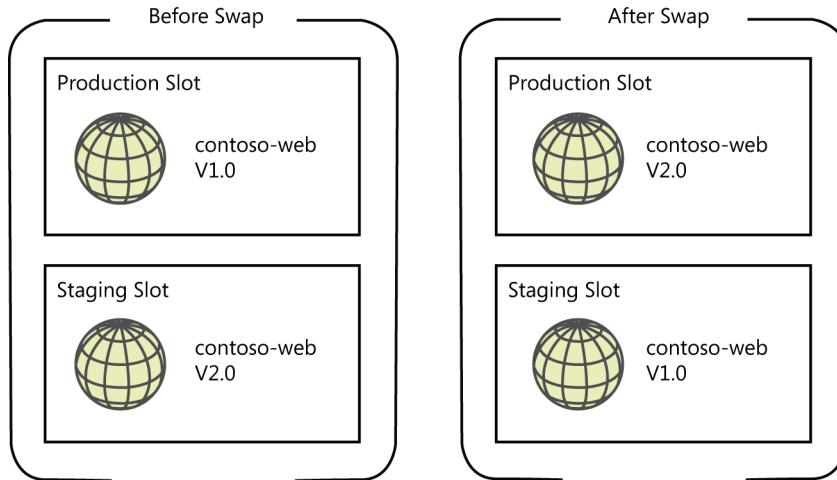 Before Swap
Production Slot
contoso-web
V1.0
Staging Slot
contoso-web
V2.0
After Swap
Production Slot
contoso-web
V2.0
Staging Slot
contoso-web
V1.0